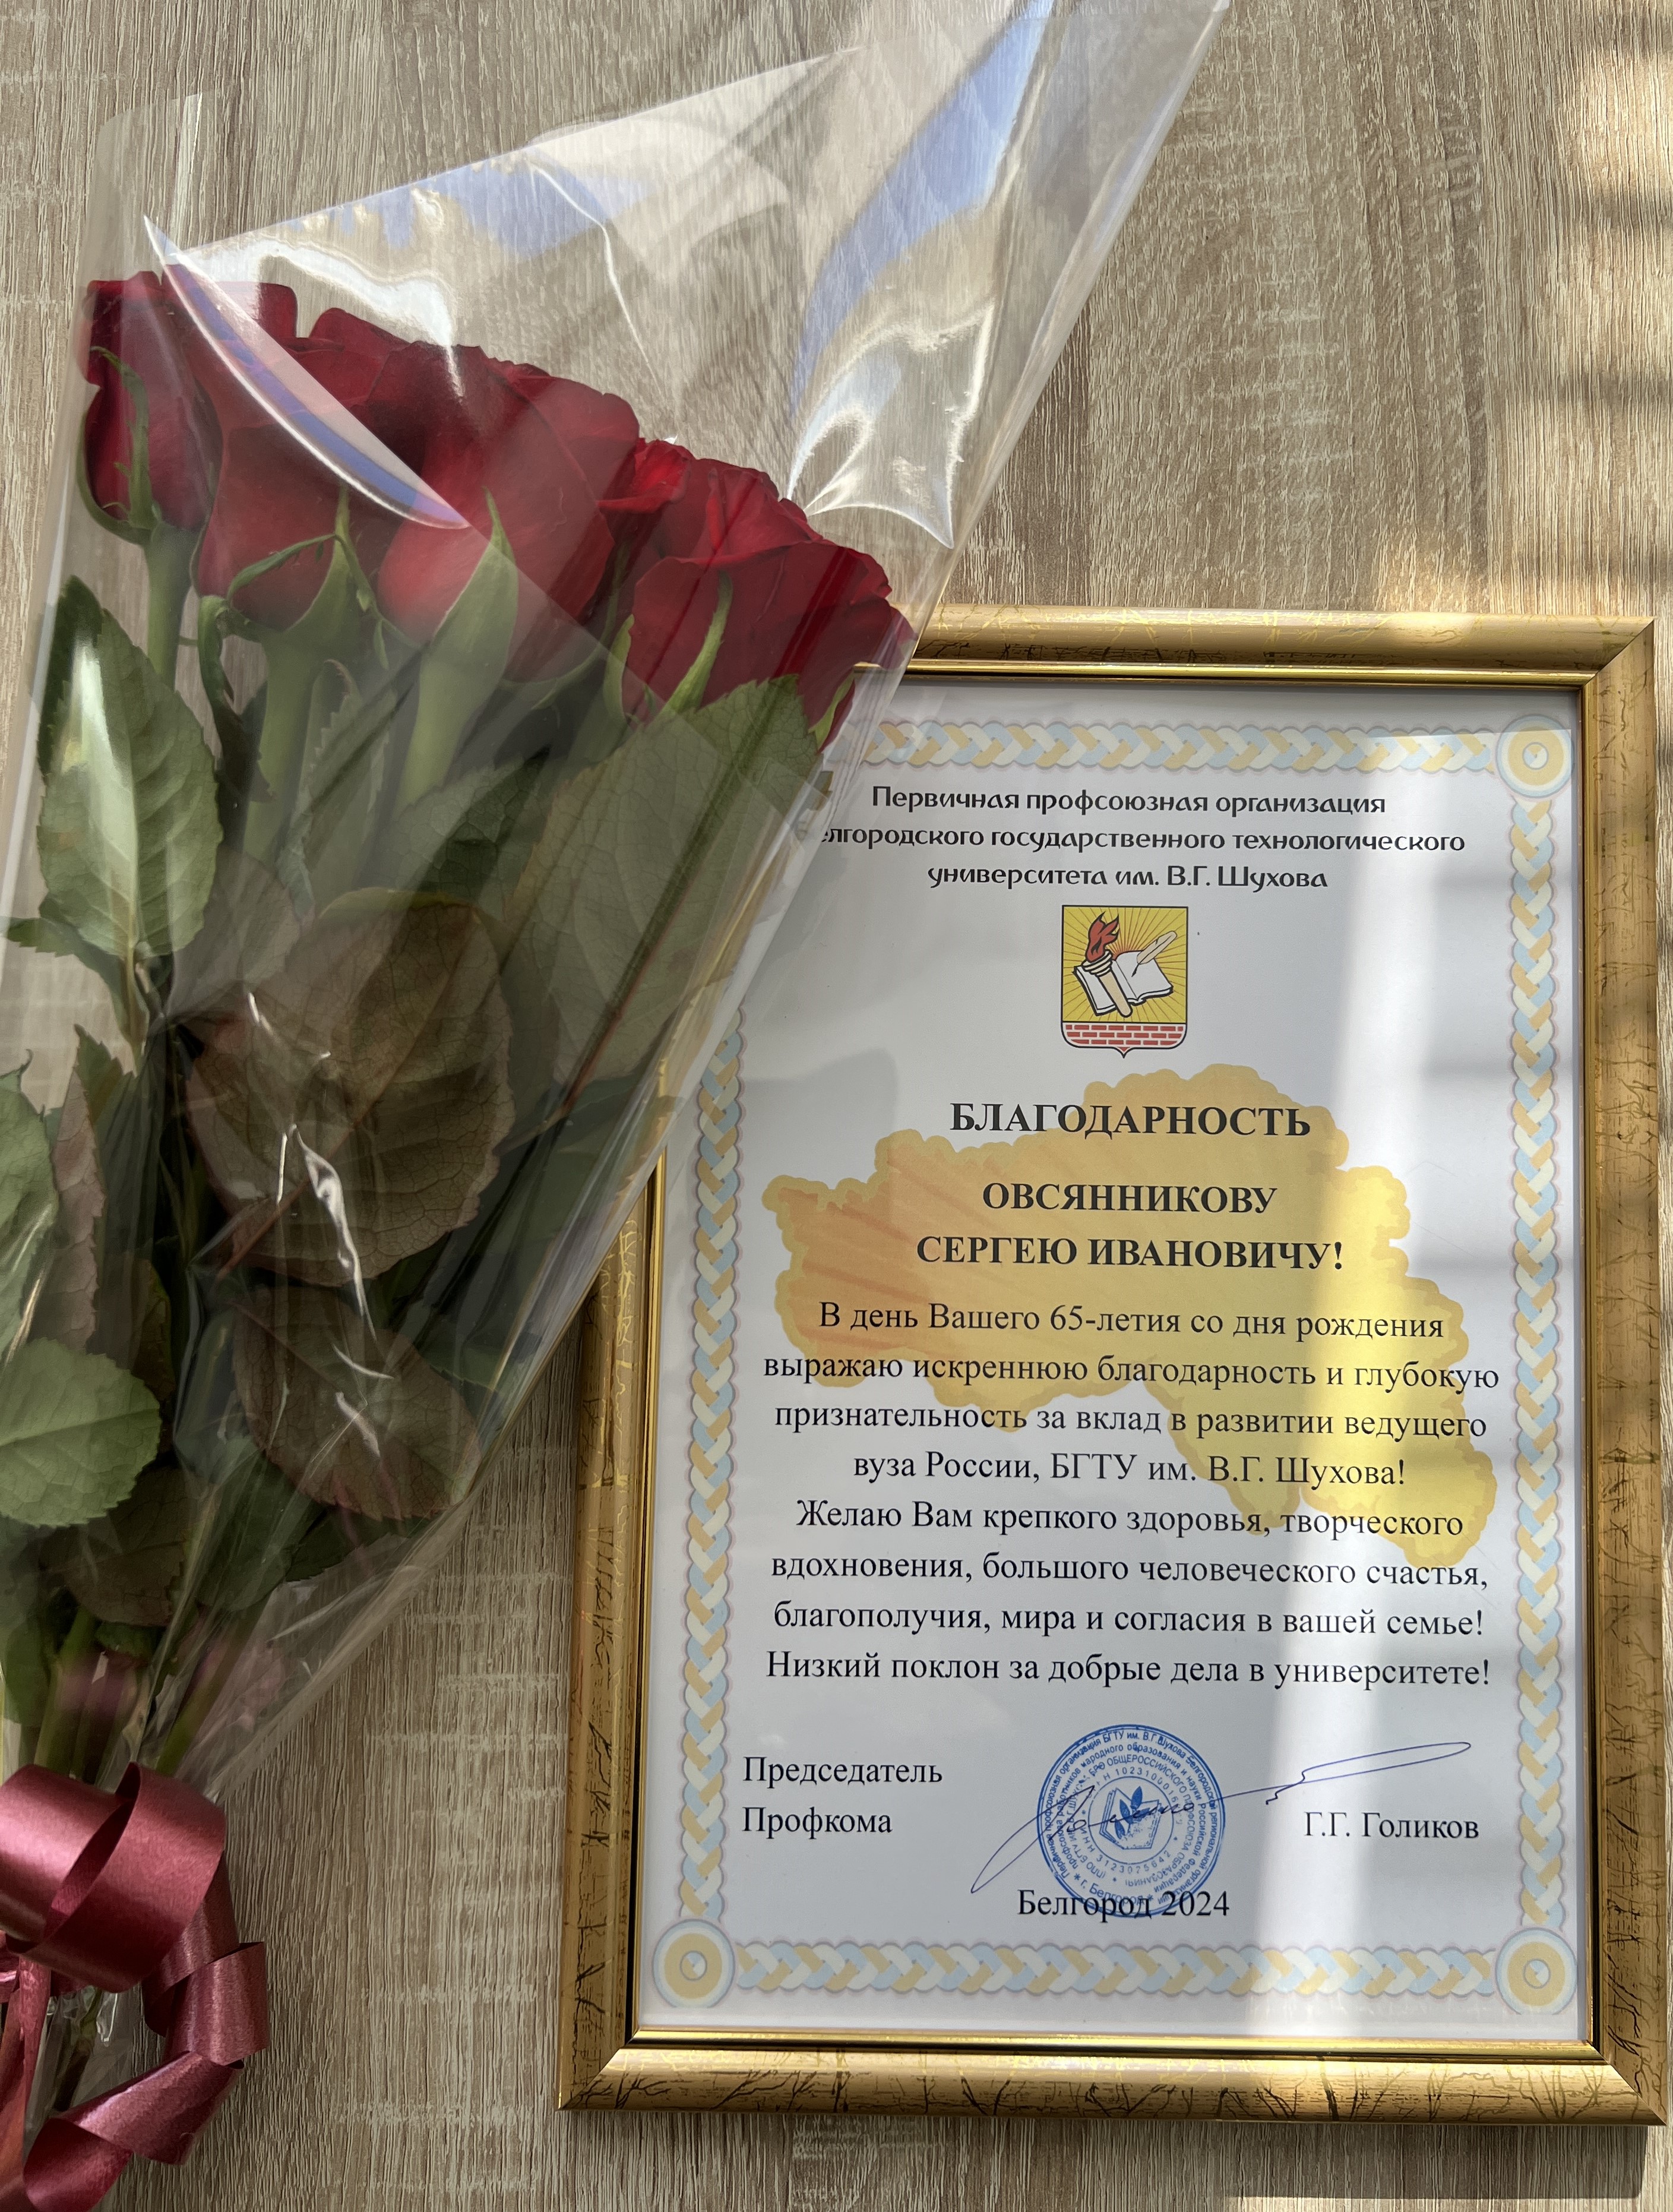 Первичная профсоюзная организация
елгородского государственного технологического
университета им. В.Г. Шухова
БЛАГОДАРНОСТЬ
ОВСЯННИКОВУ
СЕРГЕЮ ИВАНОВИЧУ!
В день Вашего 65-летия со дня рождения
выражаю искреннюю благодарность и глубокую
признательность за вклад в развитии ведущего
вуза России, БГТУ им. В.Г. Шухова!
Желаю Вам крепкого здоровья, творческого
вдохновения, большого человеческого счастья,
благополучия, мира и согласия в вашей семье!
Низкий поклон за добрые дела в университете!
Председатель
Профкома
Г.Г. Голиков
Белгород 2024